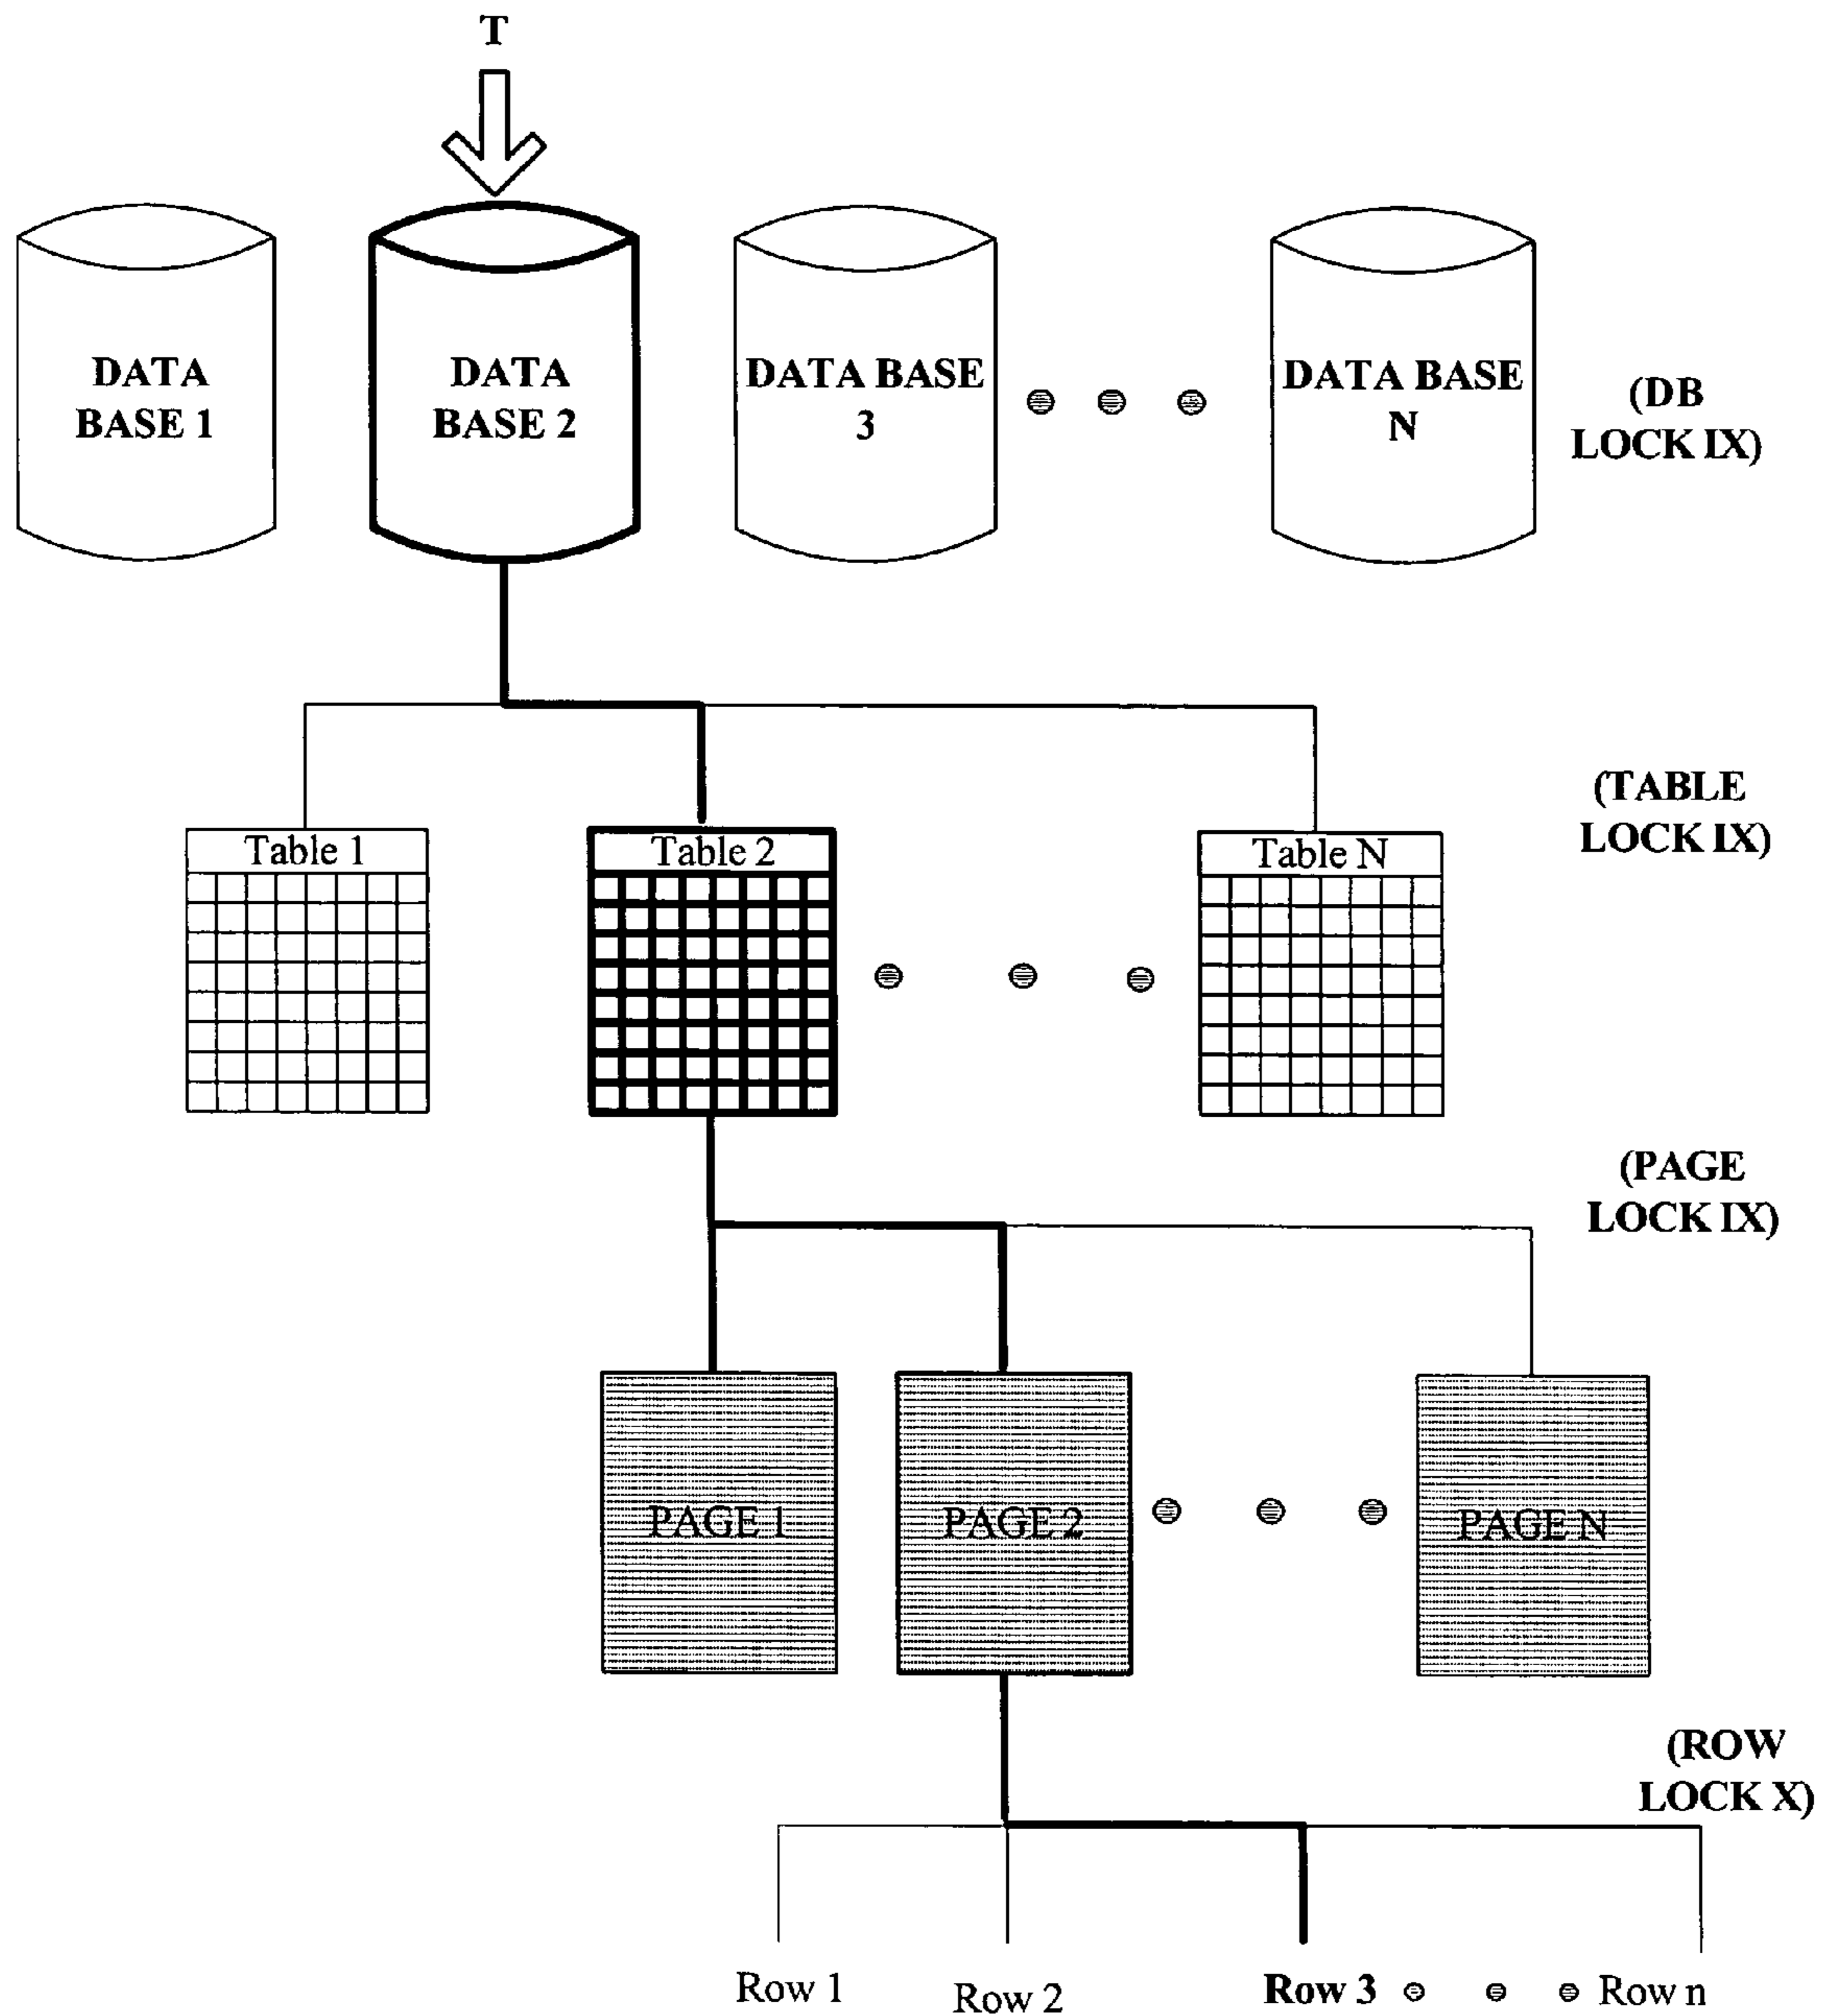 T
DATA
BASE 1
DATA
BASE 2
DATA BASE
3
DATA BASE
N
(DB
LOCK IX)
(TABLE
LOCK IX)
Table 1
Table 2
Table N
(PAGE
LOCK IX)
PAGE 1
PAGE 2
PAGE N
(ROW
LOCK X)
Row 1
Row 2
Row 3
Row n